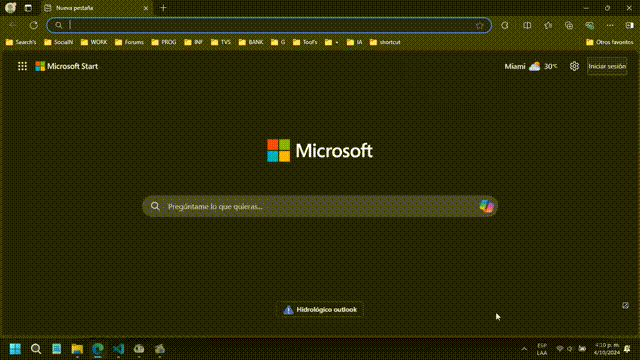 Nueva pestaña
Search's SocialN WORK Forums PROG INF TVS BANK G Tool's IA shortcut Otros favoritos
Microsoft Start
Miami 30°C Iniciar sesión
Microsoft
Pregúntame lo que quieras...
Hidrológico outlook
ESP
LAA
4:19 p. m.
4/10/2024